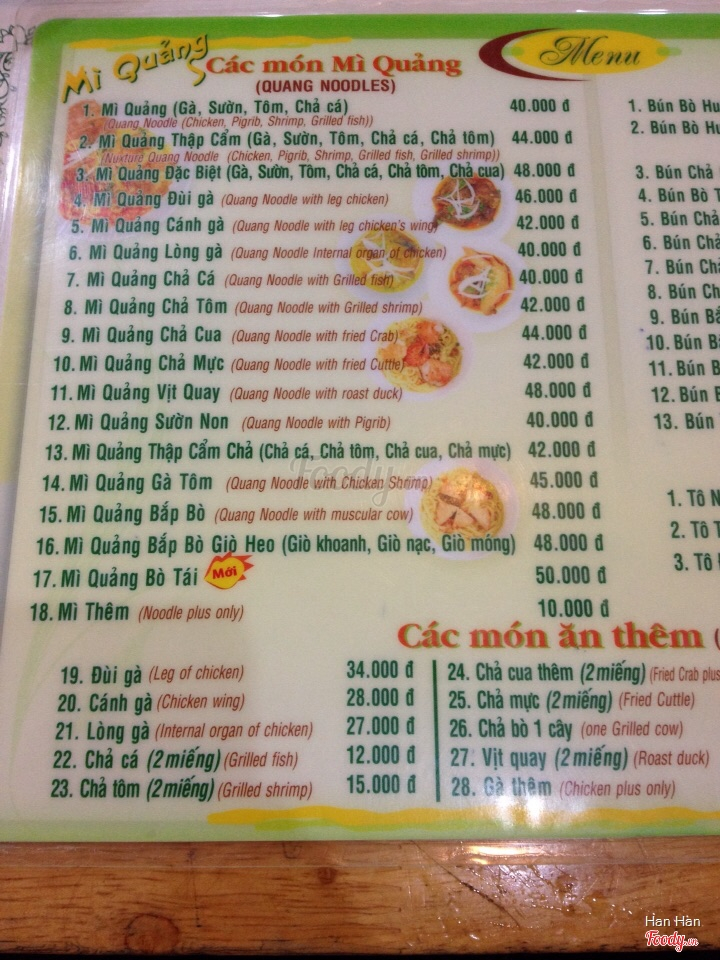 Mì Quảng
Các món Mì Quảng
(QUANG NOODLES)
Menu
1. Mì Quảng (Gà, Sườn, Tôm, Chả cá) 40.000 đ
(Quang Noodle (Chicken, Pigrib, Shrimp, Grilled fish))
2. Mì Quảng Thập Cẩm (Gà, Sườn, Tôm, Chả cá, Chả tôm) 44.000 đ
(Nuxture Quang Noodle (Chicken, Pigrib, Shrimp, Grilled fish, Grilled shrimp))
3. Mì Quảng Đặc Biệt (Gà, Sườn, Tôm, Chả cá, Chả tôm, Chả cua) 48.000 đ
4. Mì Quảng Đùi gà (Quang Noodle with leg chicken) 46.000 đ
5. Mì Quảng Cánh gà (Quang Noodle with leg chicken's wing) 42.000 đ
6. Mì Quảng Lòng gà (Quang Noodle Internal organ of chicken) 40.000 đ
7. Mì Quảng Chả Cá (Quang Noodle with Grilled fish) 40.000 đ
8. Mì Quảng Chả Tôm (Quang Noodle with Grilled shrimp) 42.000 đ
9. Mì Quảng Chả Cua (Quang Noodle with fried Crab) 44.000 đ
10. Mì Quảng Chả Mực (Quang Noodle with fried Cuttle) 42.000 đ
11. Mì Quảng Vịt Quay (Quang Noodle with roast duck) 48.000 đ
12. Mì Quảng Sườn Non (Quang Noodle with Pigrib) 40.000 đ
13. Mì Quảng Thập Cẩm Chả (Chả cá, Chả tôm, Chả cua, Chả mực) 42.000 đ
14. Mì Quảng Gà Tôm (Quang Noodle with Chicken Shrimp) 45.000 đ
15. Mì Quảng Bắp Bò (Quang Noodle with muscular cow) 48.000 đ
16. Mì Quảng Bắp Bò Giò Heo (Giò khoanh, Giò nạc, Giò móng) 48.000 đ
17. Mì Quảng Bò Tái Mới 50.000 đ
18. Mì Thêm (Noodle plus only) 10.000 đ
1. Bún Bò
2. Bún Bò
3. Bún Chả
4. Bún Bò
5. Bún Chả
6. Bún Chả
7. Bún Chả
8. Bún
9. Bún
10. Bún
11. Bún
12. Bún
13. Bún
1. Tô
2. Tô
3. Tô
Các món ăn thêm (
19. Đùi gà (Leg of chicken) 34.000 đ
20. Cánh gà (Chicken wing) 28.000 đ
21. Lòng gà (Internal organ of chicken) 27.000 đ
22. Chả cá (2 miếng) (Grilled fish) 12.000 đ
23. Chả tôm (2 miếng) (Grilled shrimp) 15.000 đ
24. Chả cua thêm (2 miếng) (Fried Crab plus
25. Chả mực (2 miếng) (Fried Cuttle)
26. Chả bò 1 cây (one Grilled cow)
27. Vịt quay (2 miếng) (Roast duck)
28. Gà thêm (Chicken plus only)
Foody.vn
Han Han
Foody.vn